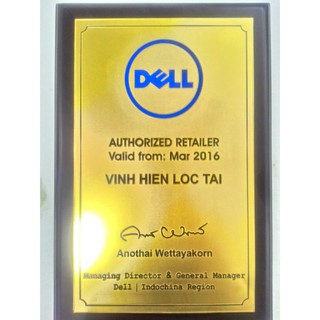 DELL
AUTHORIZED RETAILER
Valid from: Mar 2016
VINH HIEN LOC TAI
Anothai Wettayakorn
Managing Director & General Manager
Dell | Indochina Region